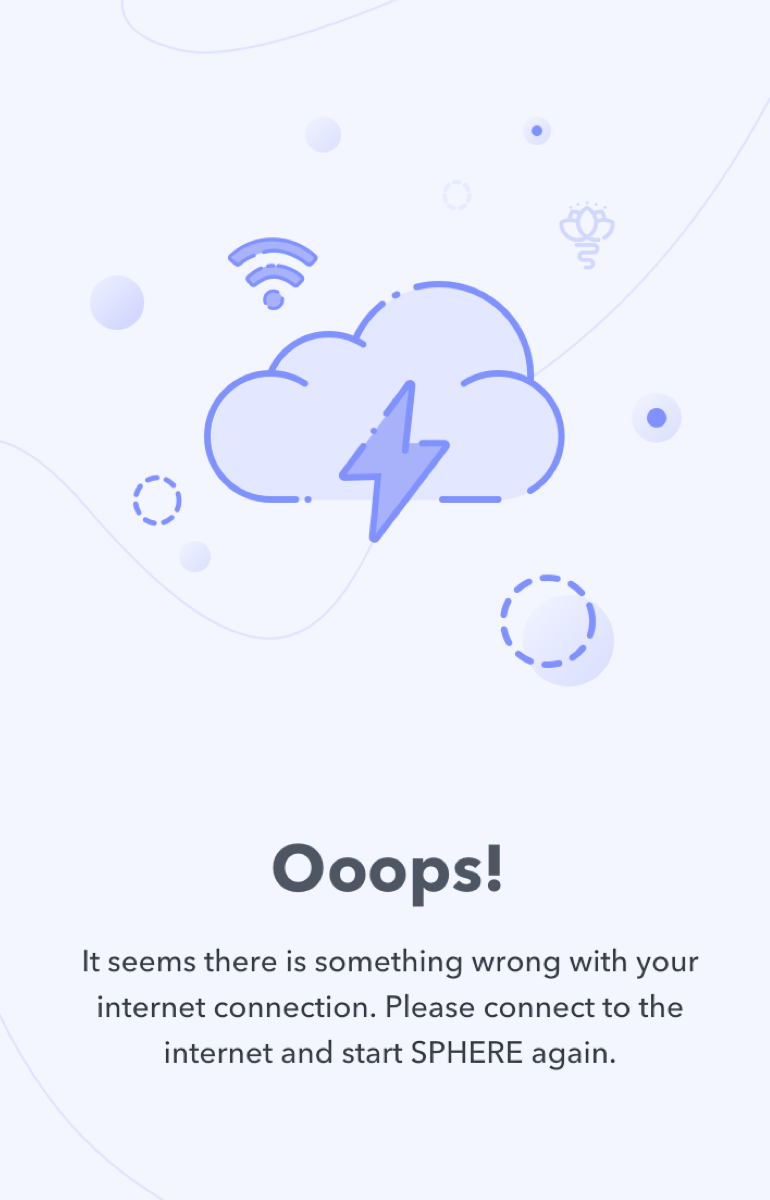 Ooops!
It seems there is something wrong with your
internet connection. Please connect to the
internet and start SPHERE again.